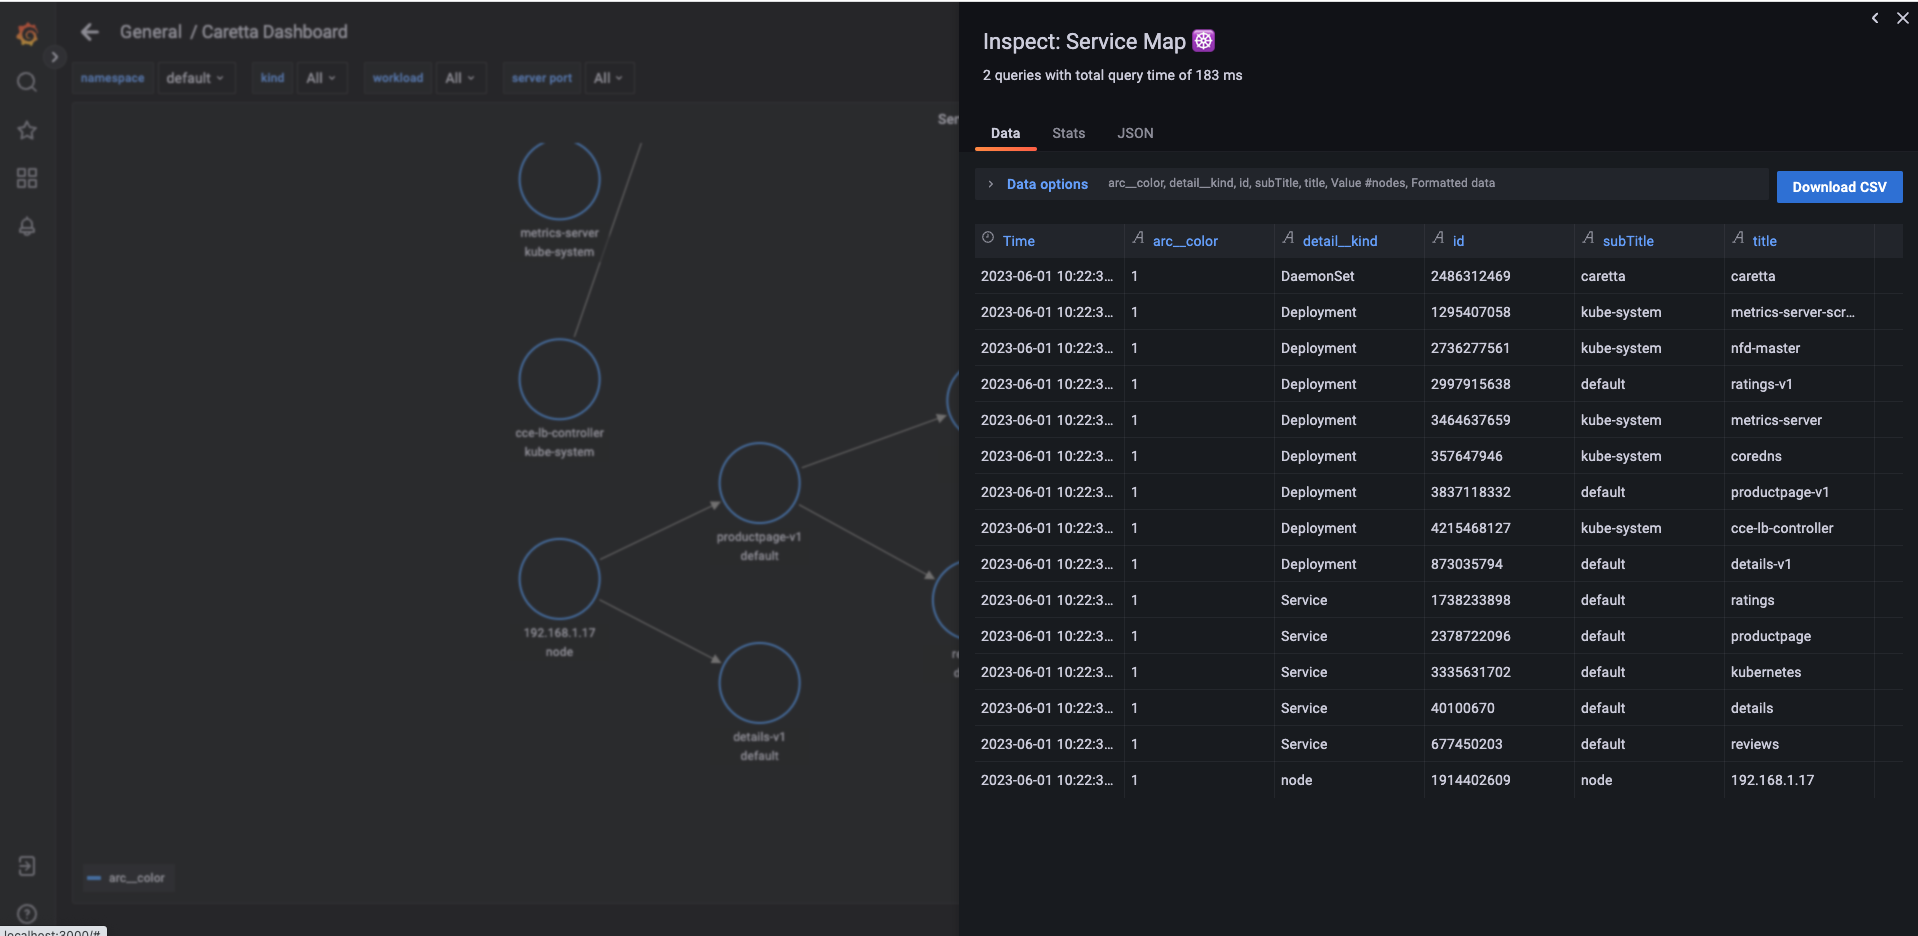 General / Caretta Dashboard
namespace default kind All workload All server port All
Ser
metrics-server
kube-system
cce-lb-controller
kube-system
productpage-v1
default
192.168.1.17
node
details-v1
default
arc__color
localhost:3000/#
Inspect: Service Map
2 queries with total query time of 183 ms
Data Stats JSON
Data options arc__color, detail__kind, id, subTitle, title, Value #nodes, Formatted data
Download CSV
Time arc__color detail__kind id subTitle title
2023-06-01 10:22:3... 1 DaemonSet 2486312469 caretta caretta
2023-06-01 10:22:3... 1 Deployment 1295407058 kube-system metrics-server-scr...
2023-06-01 10:22:3... 1 Deployment 2736277561 kube-system nfd-master
2023-06-01 10:22:3... 1 Deployment 2997915638 default ratings-v1
2023-06-01 10:22:3... 1 Deployment 3464637659 kube-system metrics-server
2023-06-01 10:22:3... 1 Deployment 357647946 kube-system coredns
2023-06-01 10:22:3... 1 Deployment 3837118332 default productpage-v1
2023-06-01 10:22:3... 1 Deployment 4215468127 kube-system cce-lb-controller
2023-06-01 10:22:3... 1 Deployment 873035794 default details-v1
2023-06-01 10:22:3... 1 Service 1738233898 default ratings
2023-06-01 10:22:3... 1 Service 2378722096 default productpage
2023-06-01 10:22:3... 1 Service 3335631702 default kubernetes
2023-06-01 10:22:3... 1 Service 40100670 default details
2023-06-01 10:22:3... 1 Service 677450203 default reviews
2023-06-01 10:22:3... 1 node 1914402609 node 192.168.1.17